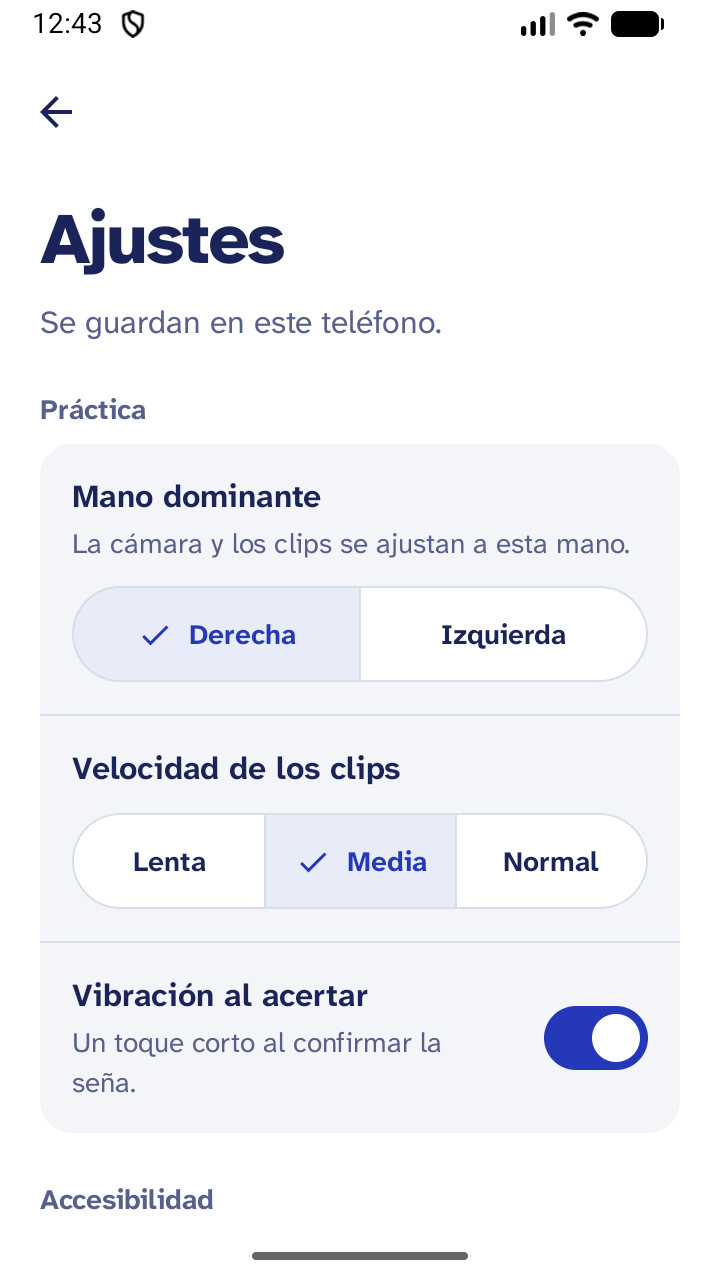 12:43
Ajustes
Se guardan en este teléfono.
Práctica
Mano dominante
La cámara y los clips se ajustan a esta mano.
Derecha
Izquierda
Velocidad de los clips
Lenta
Media
Normal
Vibración al acertar
Un toque corto al confirmar la
seña.
Accesibilidad